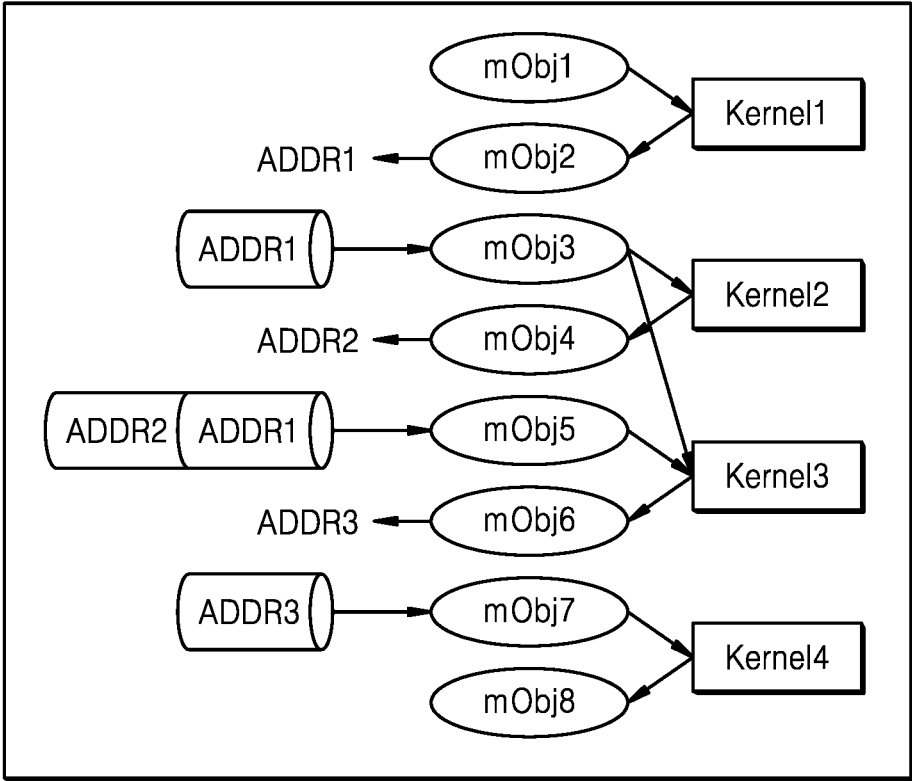 mObj1
Kernel1
ADDR1 mObj2
ADDR1 mObj3
Kernel2
ADDR2 mObj4
ADDR2 ADDR1 mObj5
Kernel3
ADDR3 mObj6
ADDR3 mObj7
Kernel4
mObj8